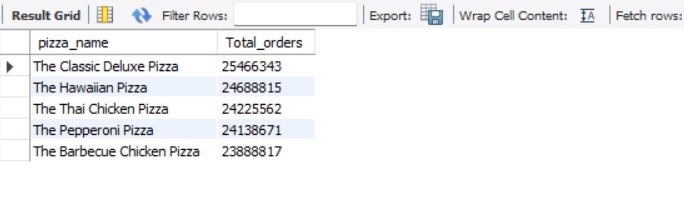 Result Grid Filter Rows: Export: Wrap Cell Content: Fetch rows:
pizza_name Total_orders
The Classic Deluxe Pizza 25466343
The Hawaiian Pizza 24688815
The Thai Chicken Pizza 24225562
The Pepperoni Pizza 24138671
The Barbecue Chicken Pizza 23888817